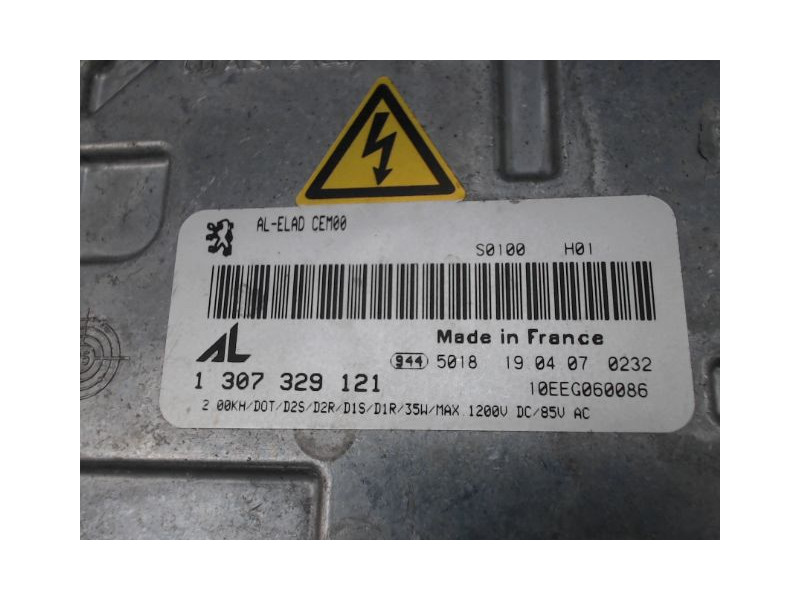 AL-ELAD CEM00
S0100 H01
Made in France
AL
944 5018 19 04 07 0232
1 307 329 121
10EEG060086
2 00KH/DOT/D2S/D2R/D1S/D1R/35W/MAX 1200V DC/85V AC